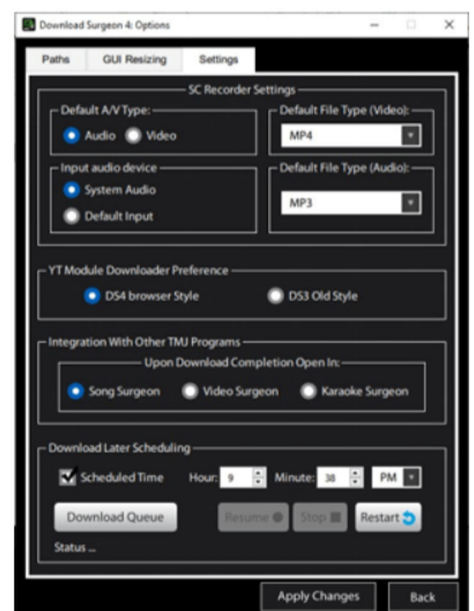 Download Surgeon 4: Options
Paths GUI Resizing Settings
SC Recorder Settings
Default A/V Type: Default File Type (Video):
Audio Video MP4
Input audio device Default File Type (Audio):
System Audio MP3
Default Input
YT Module Downloader Preference
DS4 browser Style DS3 Old Style
Integration With Other TMJ Programs
Upon Download Completion Open In:
Song Surgeon Video Surgeon Karaoke Surgeon
Download Later Scheduling
Scheduled Time Hour: 9 Minute: 38 PM
Download Queue Resume Stop Restart
Status ...
Apply Changes Back